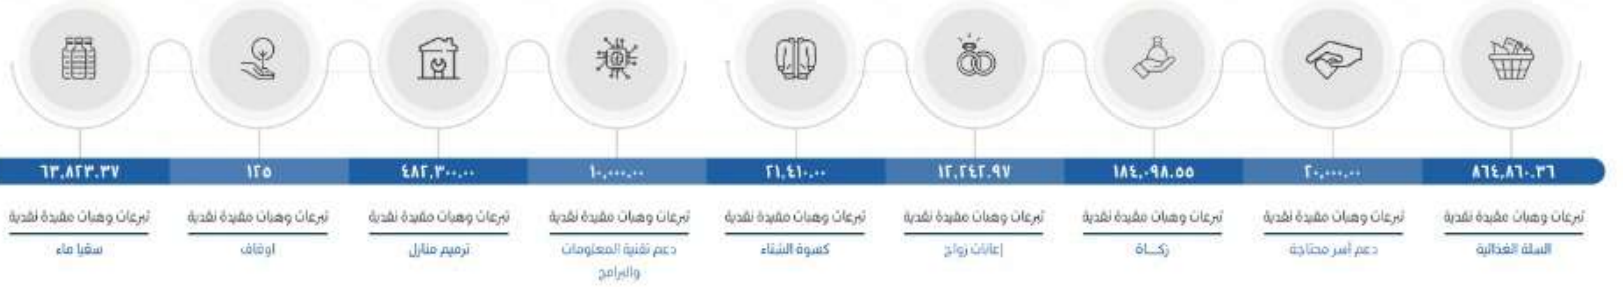 ٨٦٤,٨٦٠.٣٦
تبرعات وهبات مقيدة نقدية
السلة الغذائية
٢٠,٠٠٠.٠٠
تبرعات وهبات مقيدة نقدية
دعم أسر محتاجة
١٨٤,٠٩٨.٥٥
تبرعات وهبات مقيدة نقدية
زكــاة
١٢,٢٤٢.٩٧
تبرعات وهبات مقيدة نقدية
إعانات زواج
٢١,٤١٠.٠٠
تبرعات وهبات مقيدة نقدية
كسوة الشتاء
١٠,٠٠٠.٠٠
تبرعات وهبات مقيدة نقدية
دعم تقنية المعلومات
والبرامج
٤٨٢,٣٠٠.٠٠
تبرعات وهبات مقيدة نقدية
ترميم منازل
١٢٥
تبرعات وهبات مقيدة نقدية
اوقاف
٦٣,٨٢٣.٣٧
تبرعات وهبات مقيدة نقدية
سقيا ماء